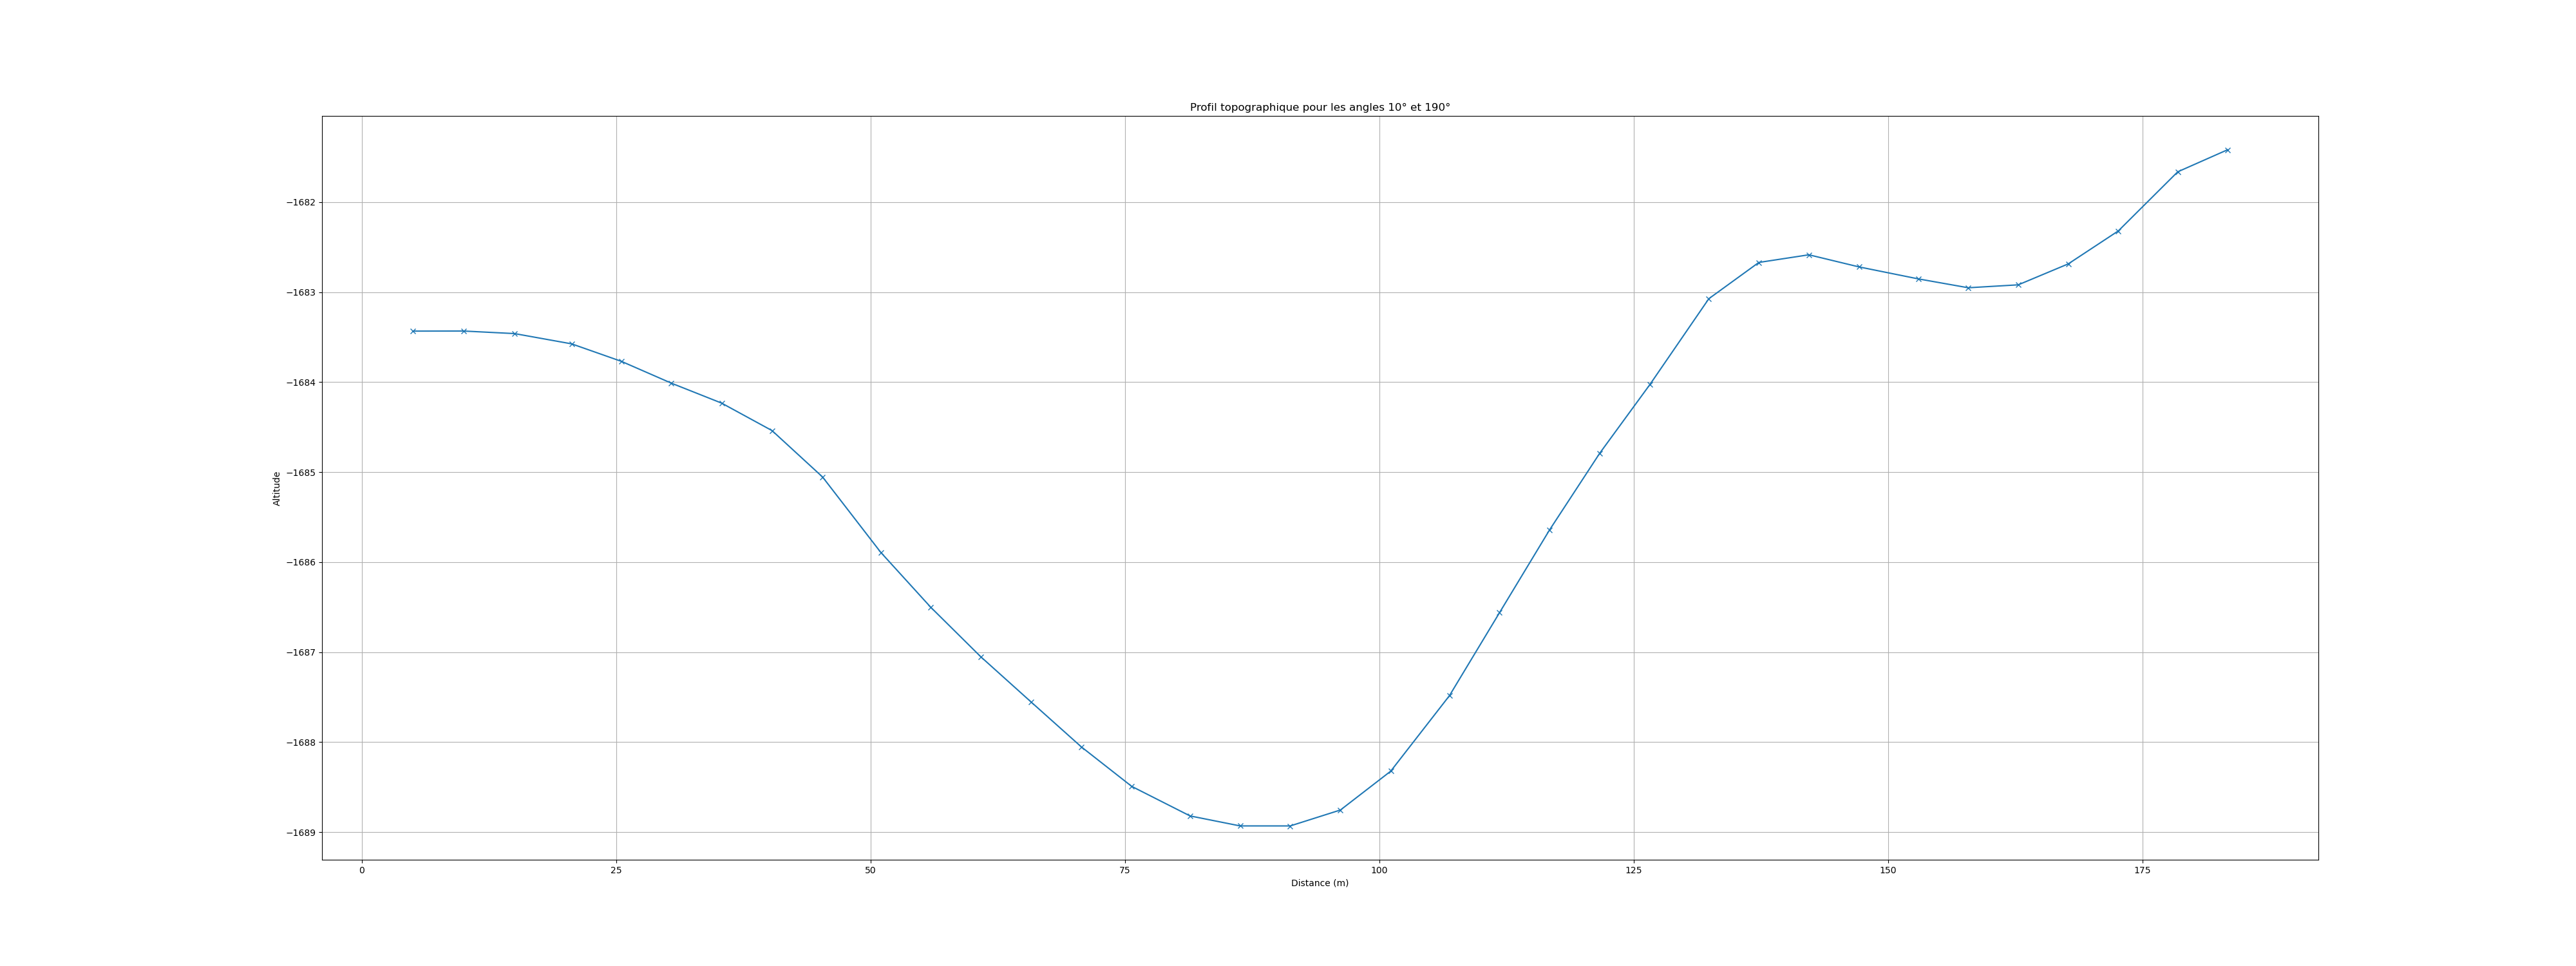 Profil topographique pour les angles 10° et 190°
Altitude
−1682
−1683
−1684
−1685
−1686
−1687
−1688
−1689
0 25 50 75 100 125 150 175
Distance (m)